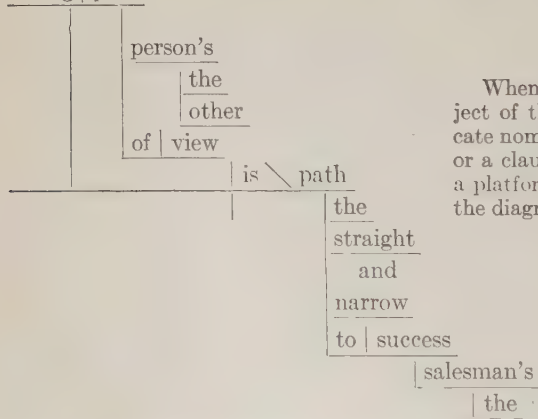 person's
the
other
of view
When
ject of th
cate nom
or a clau
a platfor
the diagr
is path
the
straight
and
narrow
to success
salesman's
the